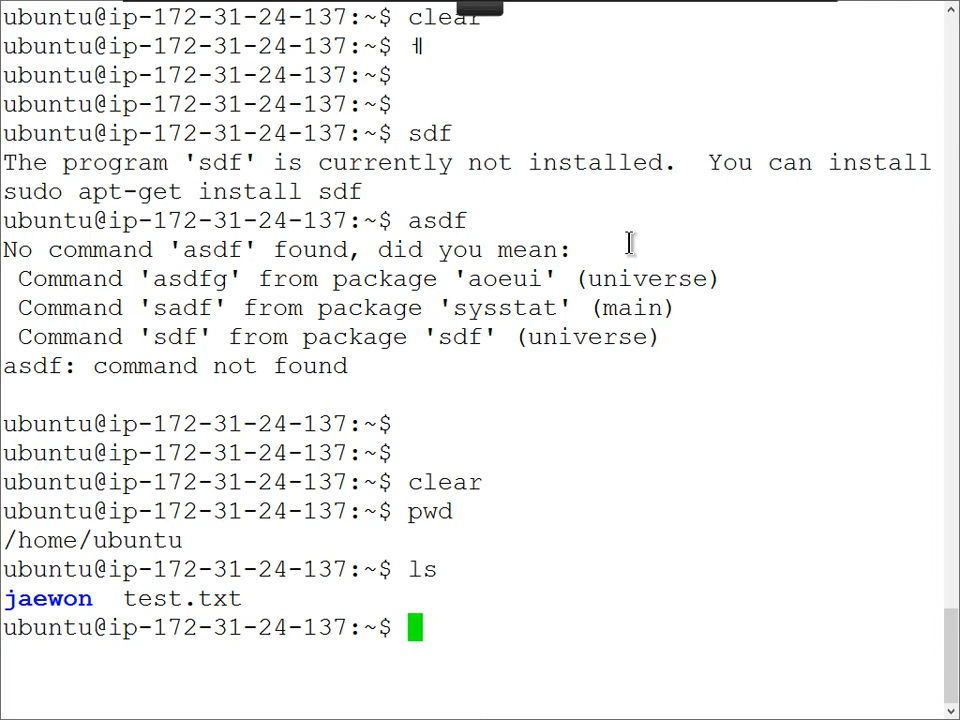 ubuntu@ip-172-31-24-137:~$ clear
ubuntu@ip-172-31-24-137:~$
ubuntu@ip-172-31-24-137:~$
ubuntu@ip-172-31-24-137:~$
ubuntu@ip-172-31-24-137:~$ sdf
The program 'sdf' is currently not installed.  You can install
sudo apt-get install sdf
ubuntu@ip-172-31-24-137:~$ asdf
No command 'asdf' found, did you mean:
 Command 'asdfg' from package 'aoeui' (universe)
 Command 'sadf' from package 'sysstat' (main)
 Command 'sdf' from package 'sdf' (universe)
asdf: command not found
ubuntu@ip-172-31-24-137:~$
ubuntu@ip-172-31-24-137:~$
ubuntu@ip-172-31-24-137:~$ clear
ubuntu@ip-172-31-24-137:~$ pwd
/home/ubuntu
ubuntu@ip-172-31-24-137:~$ ls
jaewon  test.txt
ubuntu@ip-172-31-24-137:~$